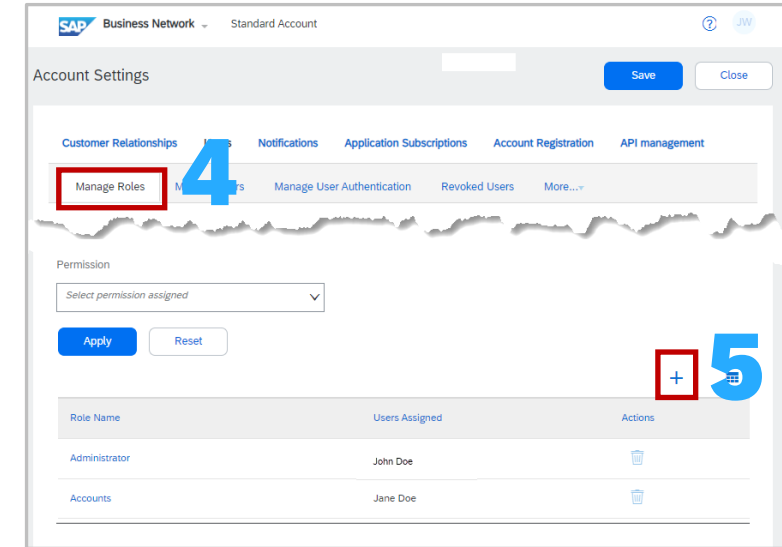 SAP Business Network Standard Account ? JW
Account Settings Save Close
Customer Relationships Notifications Application Subscriptions Account Registration API management
4
Manage Roles Manage User Authentication Revoked Users More...
Permission
Select permission assigned
Apply Reset
+ 5
Role Name Users Assigned Actions
Administrator John Doe
Accounts Jane Doe